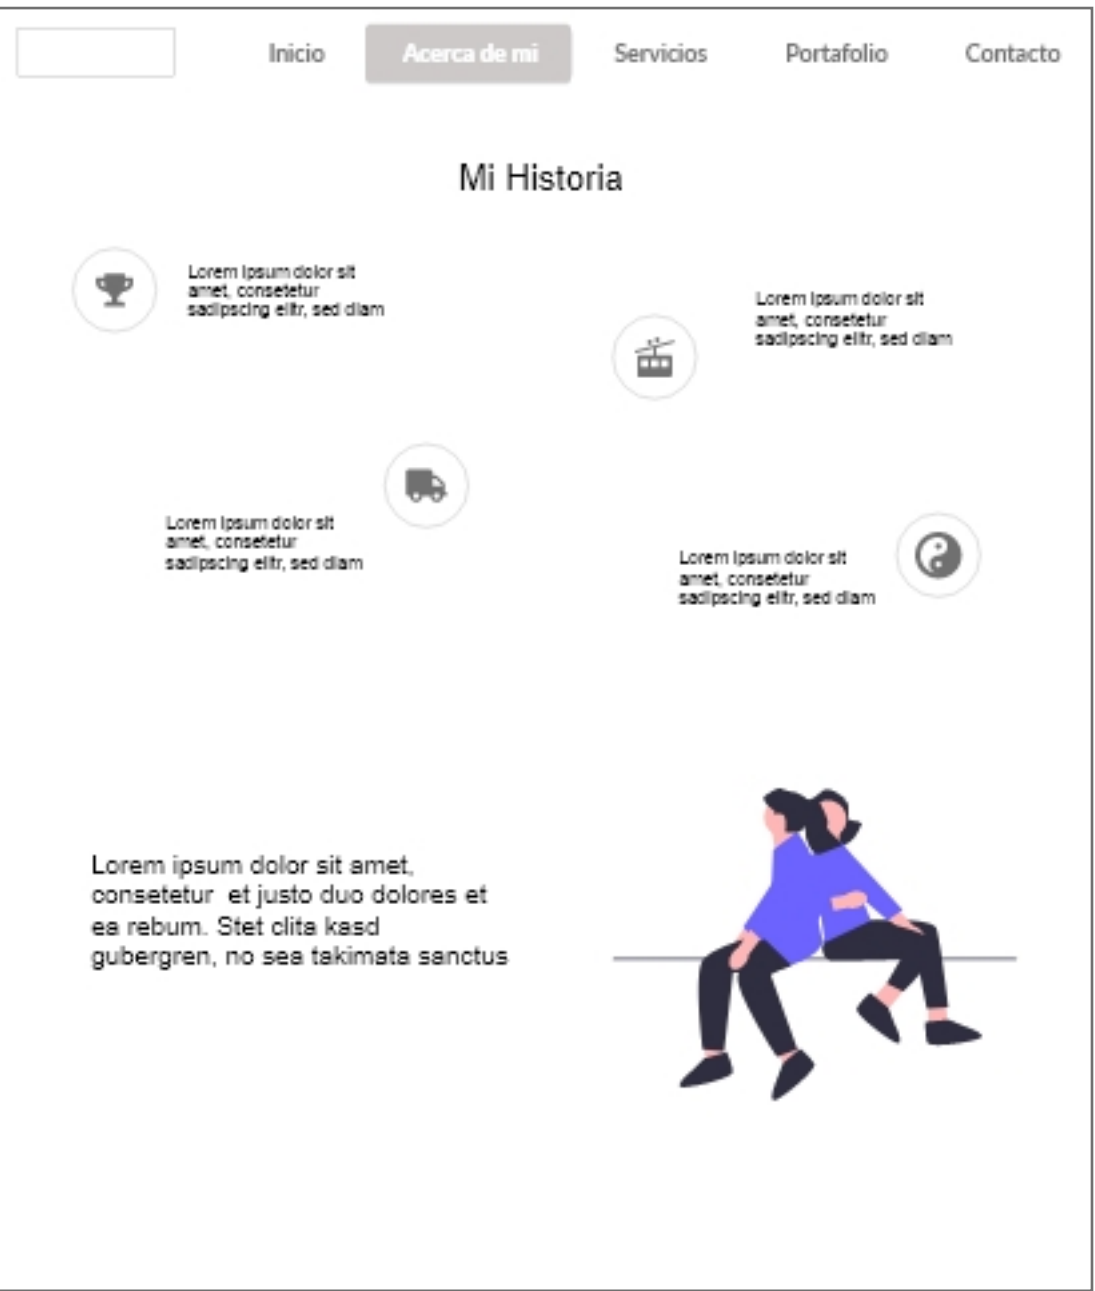 Inicio
Acerca de mi
Servicios
Portafolio
Contacto
Mi Historia
Lorem ipsum dolor sit
amet, consetetur
sadipscing elitr, sed diam
Lorem ipsum dolor sit
amet, consetetur
sadipscing elitr, sed diam
Lorem ipsum dolor sit
amet, consetetur
sadipscing elitr, sed diam
Lorem ipsum dolor sit
amet, consetetur
sadipscing elitr, sed diam
Lorem ipsum dolor sit amet,
consetetur  et justo duo dolores et
ea rebum. Stet clita kasd
gubergren, no sea takimata sanctus